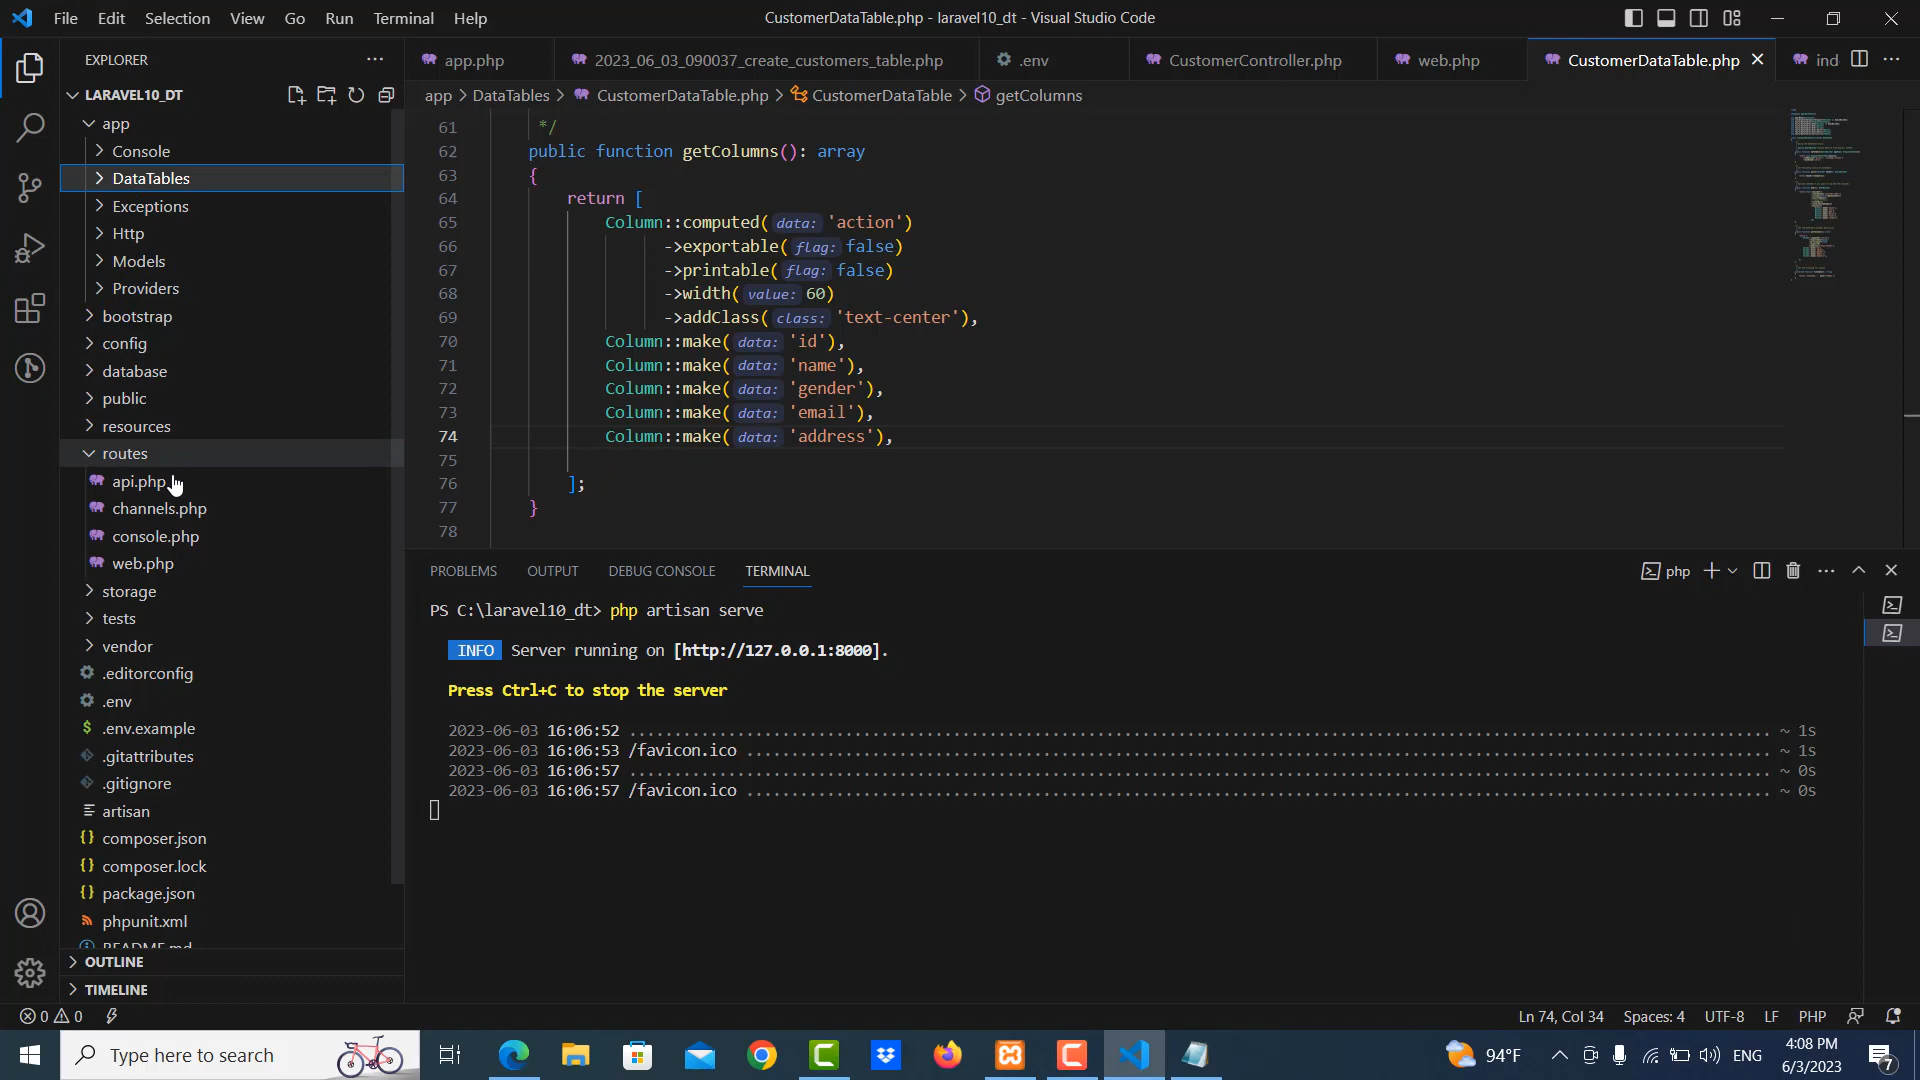 File Edit Selection View Go Run Terminal Help
CustomerDataTable.php - laravel10_dt - Visual Studio Code
EXPLORER
LARAVEL10_DT
app
Console
DataTables
Exceptions
Http
Models
Providers
bootstrap
config
database
public
resources
routes
api.php
channels.php
console.php
web.php
storage
tests
vendor
.editorconfig
.env
.env.example
.gitattributes
.gitignore
artisan
composer.json
composer.lock
package.json
phpunit.xml
README.md
OUTLINE
TIMELINE
app.php 2023_06_03_090037_create_customers_table.php .env CustomerController.php web.php CustomerDataTable.php ind
app > DataTables > CustomerDataTable.php > CustomerDataTable > getColumns
61 */
62 public function getColumns(): array
63 {
64 return [
65 Column::computed( data: 'action')
66 ->exportable( flag: false)
67 ->printable( flag: false)
68 ->width( value: 60)
69 ->addClass( class: 'text-center'),
70 Column::make( data: 'id'),
71 Column::make( data: 'name'),
72 Column::make( data: 'gender'),
73 Column::make( data: 'email'),
74 Column::make( data: 'address'),
75
76 ];
77 }
78
PROBLEMS OUTPUT DEBUG CONSOLE TERMINAL
php
PS C:\laravel10_dt> php artisan serve
INFO Server running on [http://127.0.0.1:8000].
Press Ctrl+C to stop the server
2023-06-03 16:06:52 ........ ~ 1s
2023-06-03 16:06:53 /favicon.ico ........ ~ 1s
2023-06-03 16:06:57 ........ ~ 0s
2023-06-03 16:06:57 /favicon.ico ........ ~ 0s
0 0
Ln 74, Col 34 Spaces: 4 UTF-8 LF PHP
Type here to search
94°F
ENG
4:08 PM
6/3/2023
7